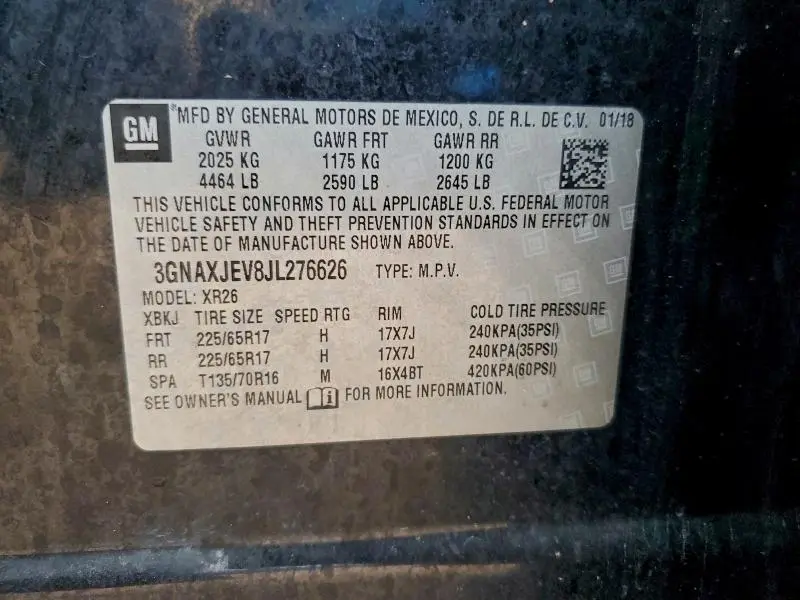 GM
MFD BY GENERAL MOTORS DE MEXICO, S. DE R.L. DE C.V. 01/18
GVWR GAWR FRT GAWR RR
2025 KG 1175 KG 1200 KG
4464 LB 2590 LB 2645 LB
THIS VEHICLE CONFORMS TO ALL APPLICABLE U.S. FEDERAL MOTOR
VEHICLE SAFETY AND THEFT PREVENTION STANDARDS IN EFFECT ON
THE DATE OF MANUFACTURE SHOWN ABOVE.
3GNAXJEV8JL276626 TYPE: M.P.V.
MODEL: XR26
XBKJ TIRE SIZE SPEED RTG RIM COLD TIRE PRESSURE
FRT 225/65R17 H 17X7J 240KPA(35PSI)
RR 225/65R17 H 17X7J 240KPA(35PSI)
SPA T135/70R16 M 16X4BT 420KPA(60PSI)
SEE OWNER'S MANUAL i FOR MORE INFORMATION.